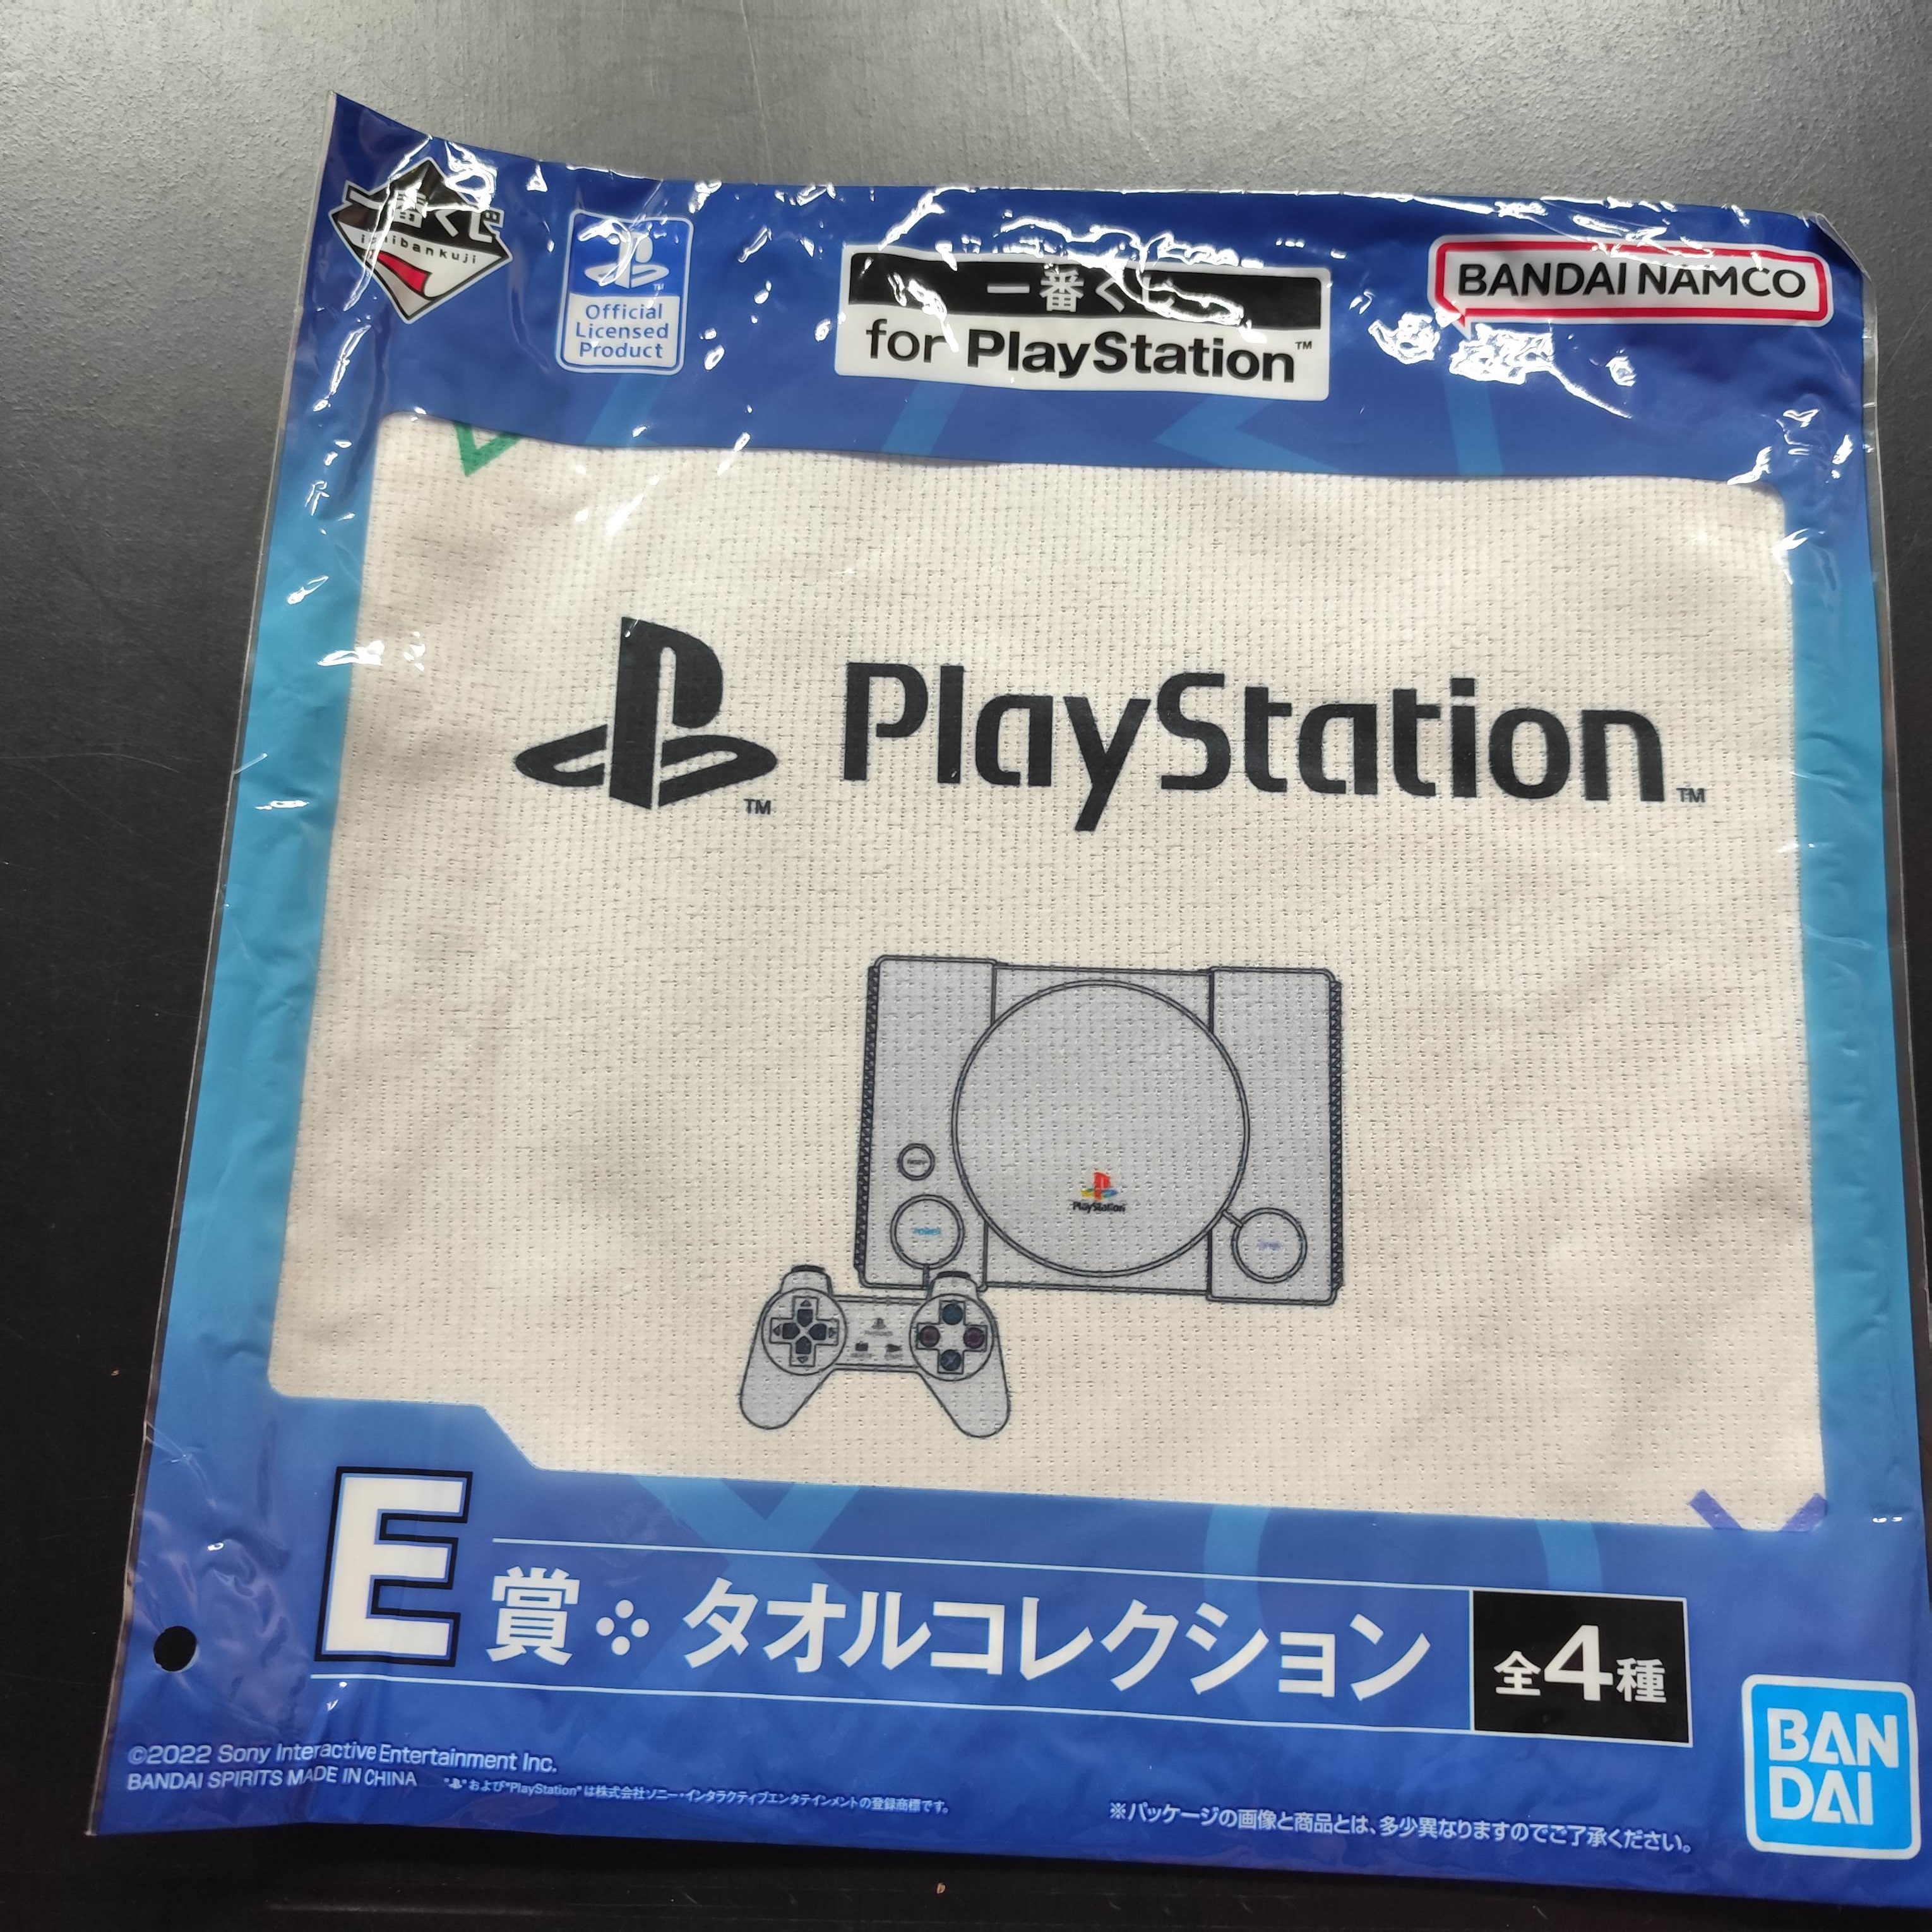 一番くじ
ichibankuji
Official
Licensed
Product
一番くじ
for PlayStation™
BANDAI NAMCO
PlayStation™
TM
PlayStation
E賞 タオルコレクション 全4種
©2022 Sony Interactive Entertainment Inc.
BANDAI SPIRITS MADE IN CHINA
" "および"PlayStation"は株式会社ソニー・インタラクティブエンタテインメントの登録商標です。
※パッケージの画像と商品とは、多少異なりますのでご了承ください。
BAN
DAI